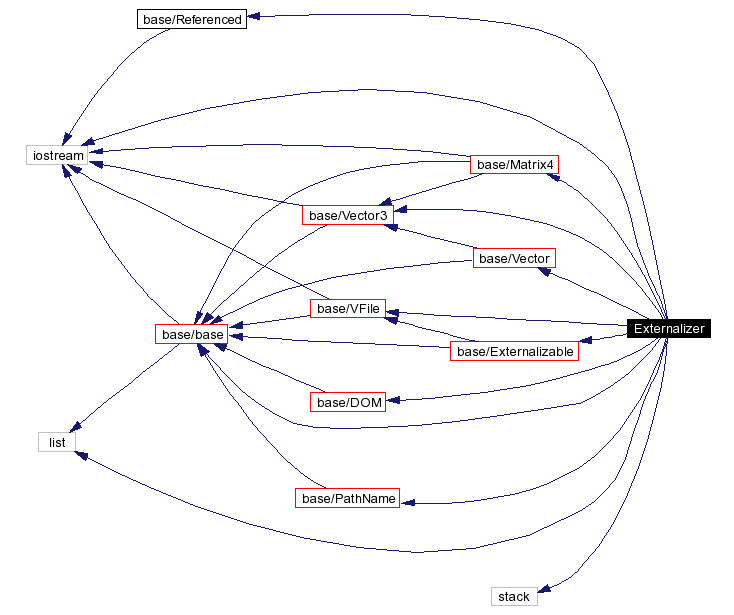 base/Referenced
iostream
base/Matrix4
base/Vector3
base/Vector
base/VFile
Externalizer
base/base
base/Externalizable
base/DOM
list
base/PathName
stack